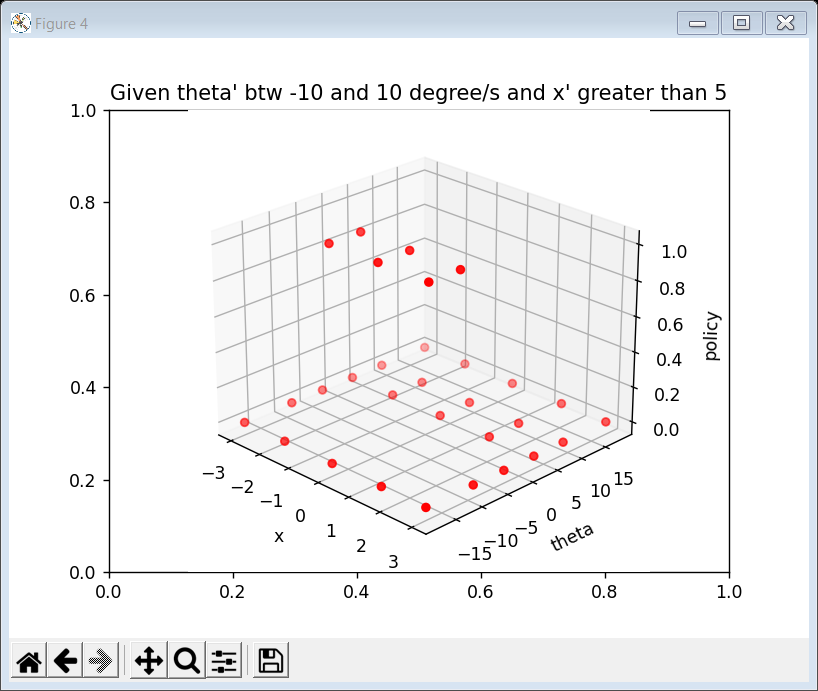 Figure 4
Given theta' btw -10 and 10 degree/s and x' greater than 5
1.0
0.8
0.6
0.4
0.2
0.0
0.0 0.2 0.4 0.6 0.8 1.0
−3 −2 −1 0 1 2 3
x
−15 −10 −5 0 5 10 15
theta
1.0
0.8
0.6
0.4
0.2
0.0
policy